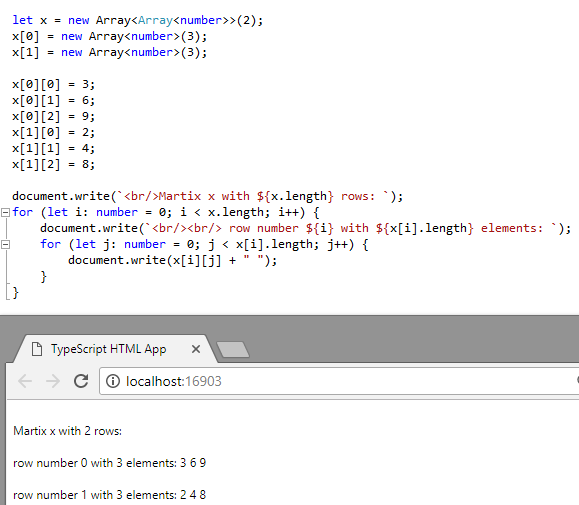 let x = new Array<Array<number>>(2);
x[0] = new Array<number>(3);
x[1] = new Array<number>(3);
x[0][0] = 3;
x[0][1] = 6;
x[0][2] = 9;
x[1][0] = 2;
x[1][1] = 4;
x[1][2] = 8;
document.write(`<br/>Martix x with ${x.length} rows: `);
for (let i: number = 0; i < x.length; i++) {
document.write(`<br/><br/> row number ${i} with ${x[i].length} elements: `);
for (let j: number = 0; j < x[i].length; j++) {
document.write(x[i][j] + " ");
}
}
TypeScript HTML App
localhost:16903
Martix x with 2 rows:
row number 0 with 3 elements: 3 6 9
row number 1 with 3 elements: 2 4 8